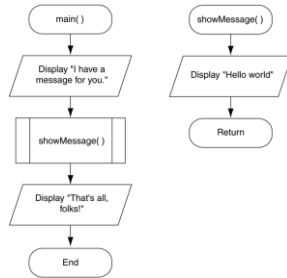 main( )
Display "I have a
message for you."
showMessage( )
Display "That's all,
folks!"
End
showMessage( )
Display "Hello world"
Return